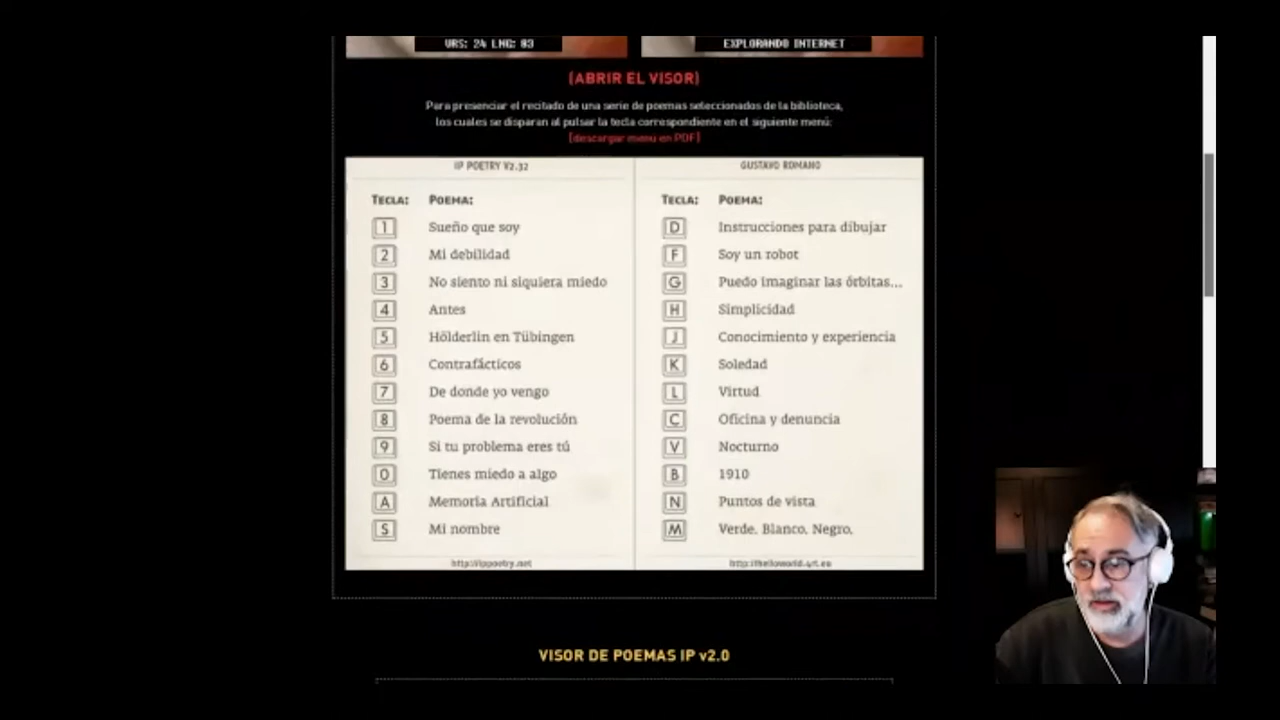 VRS: 24 LNG: 03
EXPLORANDO INTERNET
(ABRIR EL VISOR)
Para presenciar el recitado de una serie de poemas seleccionados de la biblioteca,
los cuales se disparan al pulsar la tecla correspondiente en el siguiente menú:
[descargar menu en PDF]
IP POETRY V2.32
TECLA: POEMA:
1 Sueño que soy
2 Mi debilidad
3 No siento ni siquiera miedo
4 Antes
5 Hölderlin en Tübingen
6 Contrafácticos
7 De donde yo vengo
8 Poema de la revolución
9 Si tu problema eres tú
0 Tienes miedo a algo
A Memoria Artificial
S Mi nombre
http://ippoetry.net
GUSTAVO ROMANO
TECLA: POEMA:
D Instrucciones para dibujar
F Soy un robot
G Puedo imaginar las órbitas...
H Simplicidad
J Conocimiento y experiencia
K Soledad
L Virtud
C Oficina y denuncia
V Nocturno
B 1910
N Puntos de vista
M Verde. Blanco. Negro.
http://helloworld-art.eu
VISOR DE POEMAS IP v2.0